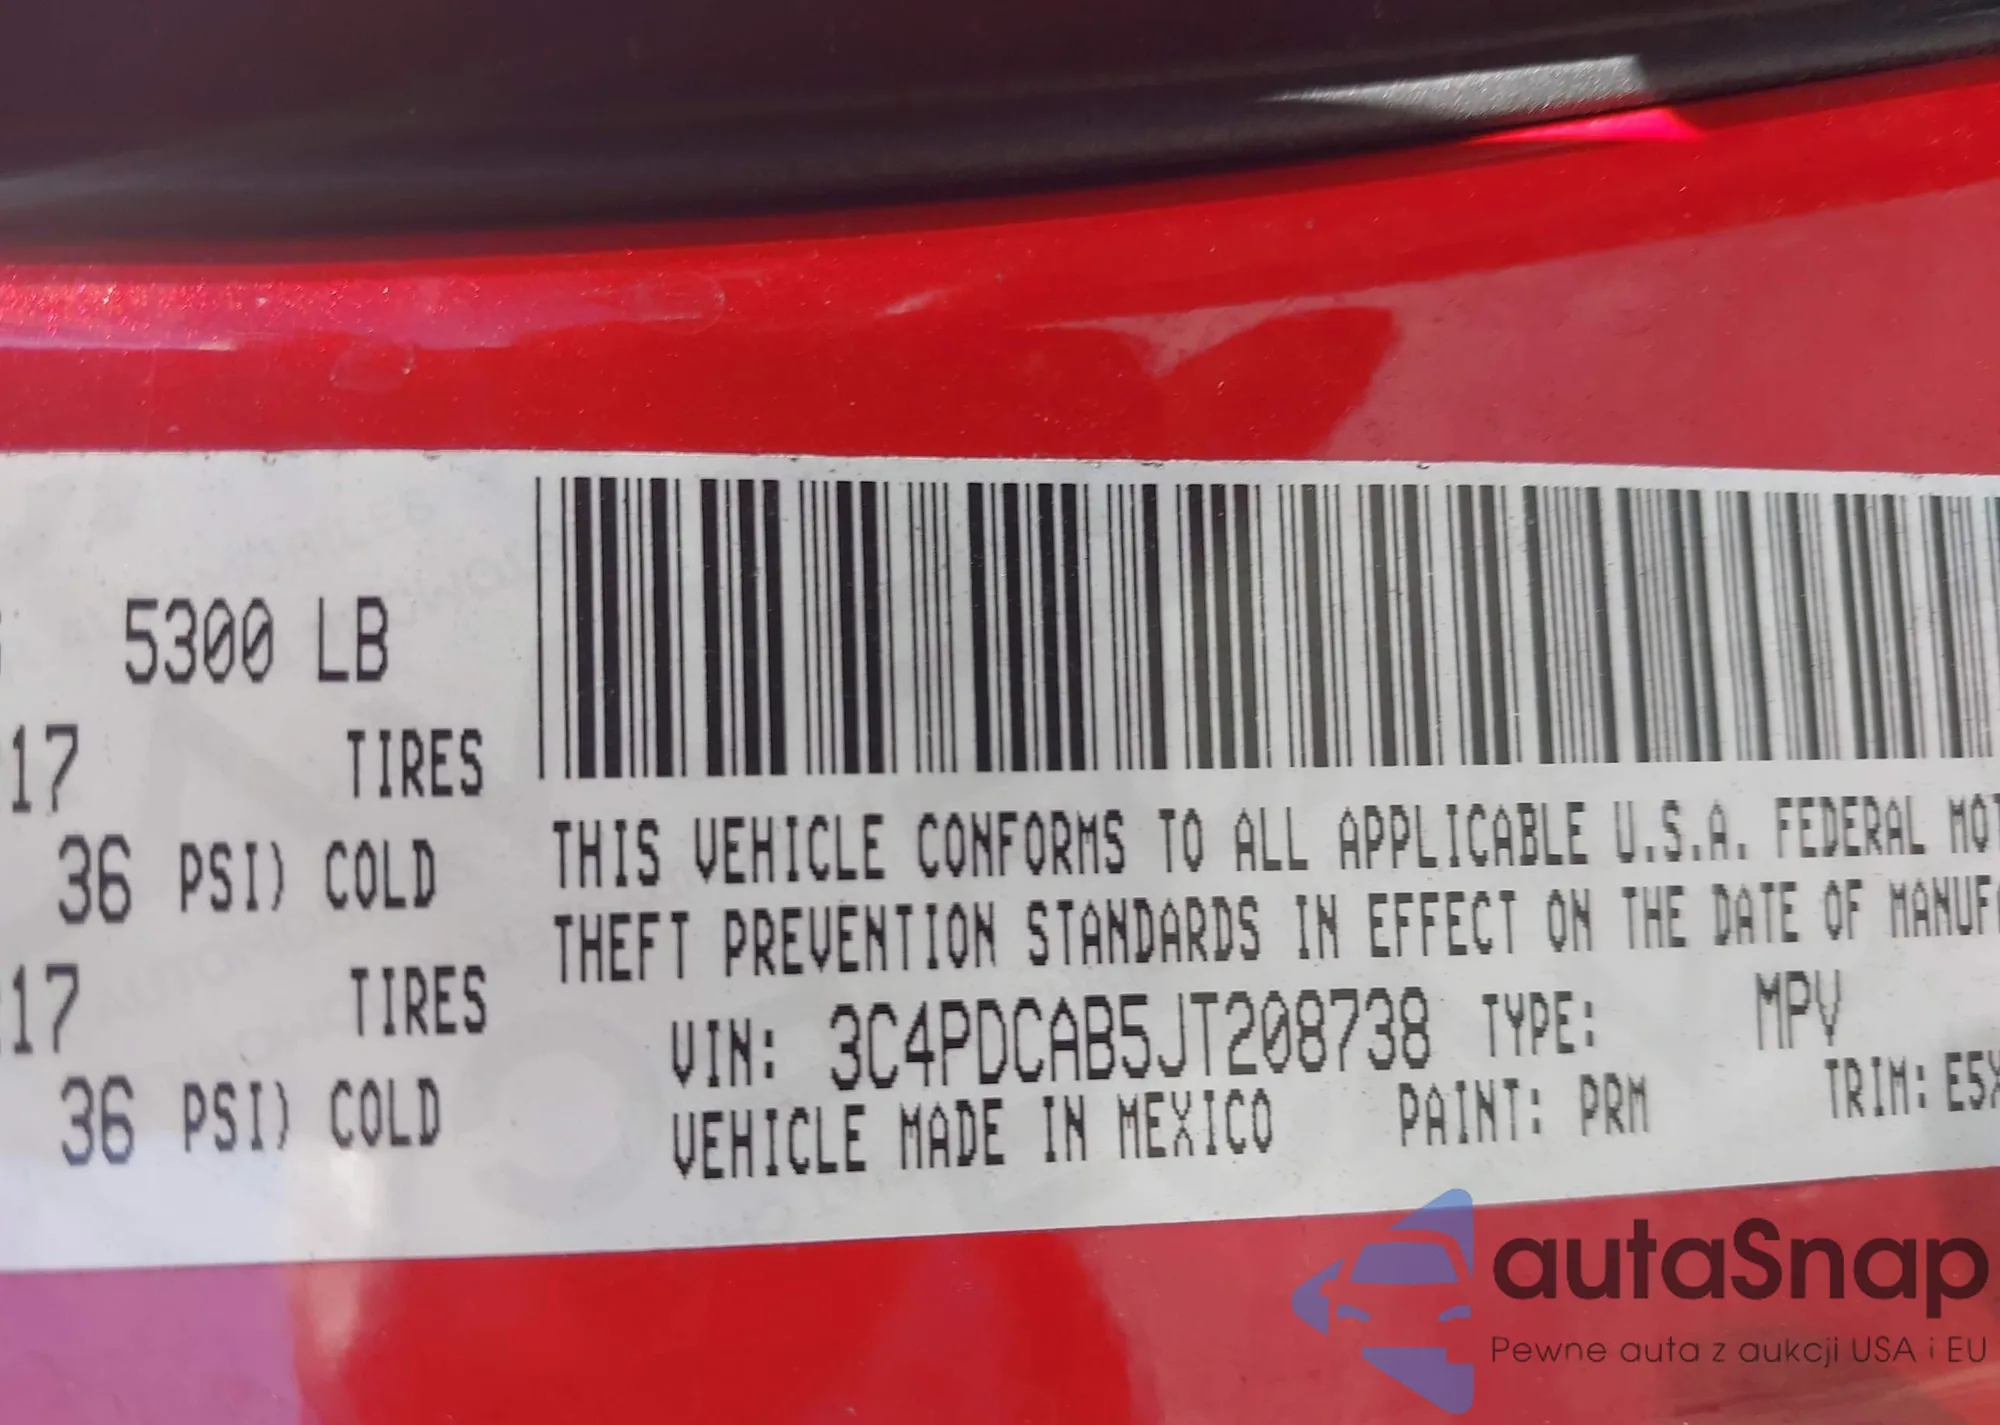 5300 LB
17 TIRES
36 PSI) COLD
17 TIRES
36 PSI) COLD
THIS VEHICLE CONFORMS TO ALL APPLICABLE U.S.A. FEDERAL MOT
THEFT PREVENTION STANDARDS IN EFFECT ON THE DATE OF MANUF
VIN: 3C4PDCAB5JT208738 TYPE: MPV
VEHICLE MADE IN MEXICO PAINT: PRM TRIM: E5X
autaSnap
Pewne auta z aukcji USA i EU